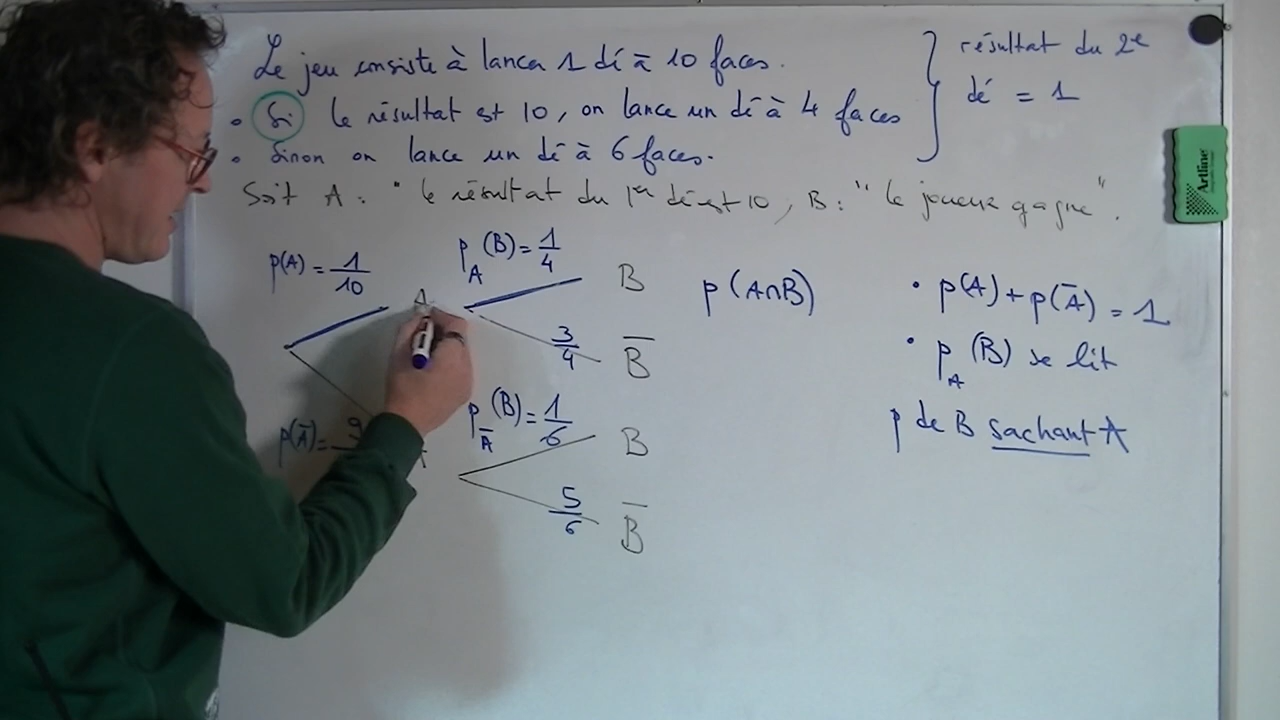 Le jeu consiste à lancer 1 dé à 10 faces.
• Si le résultat est 10, on lance un dé à 4 faces
• Sinon on lance un dé à 6 faces.
} résultat du 2e
dé = 1
Soit A : " le résultat du 1er dé est 10, B : " le joueur gagne ".
p(A) = 1/10
p_A(B) = 1/4
A
B
3/4
B̅
p(A̅) = 9
p_A̅(B) = 1/6
B
5/6
B̅
p(A∩B)
• p(A) + p(A̅) = 1
• p_A(B) se lit
p de B sachant A
Artline